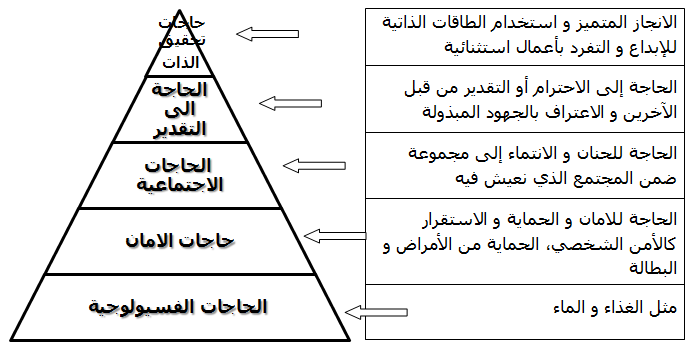 حاجات
تحقيق
الذات
الانجاز المتميز و استخدام الطاقات الذاتية
للإبداع و التفرد بأعمال استثنائية
الحاجة
الى
التقدير
الحاجة إلى الاحترام أو التقدير من قبل
الآخرين و الاعتراف بالجهود المبذولة
الحاجات
الاجتماعية
الحاجة للحنان و الانتماء إلى مجموعة
ضمن المجتمع الذي نعيش فيه
حاجات الامان
الحاجة للامان و الحماية و الاستقرار
كالأمن الشخصي، الحماية من الأمراض و
البطالة
الحاجات الفسيولوجية
مثل الغذاء و الماء